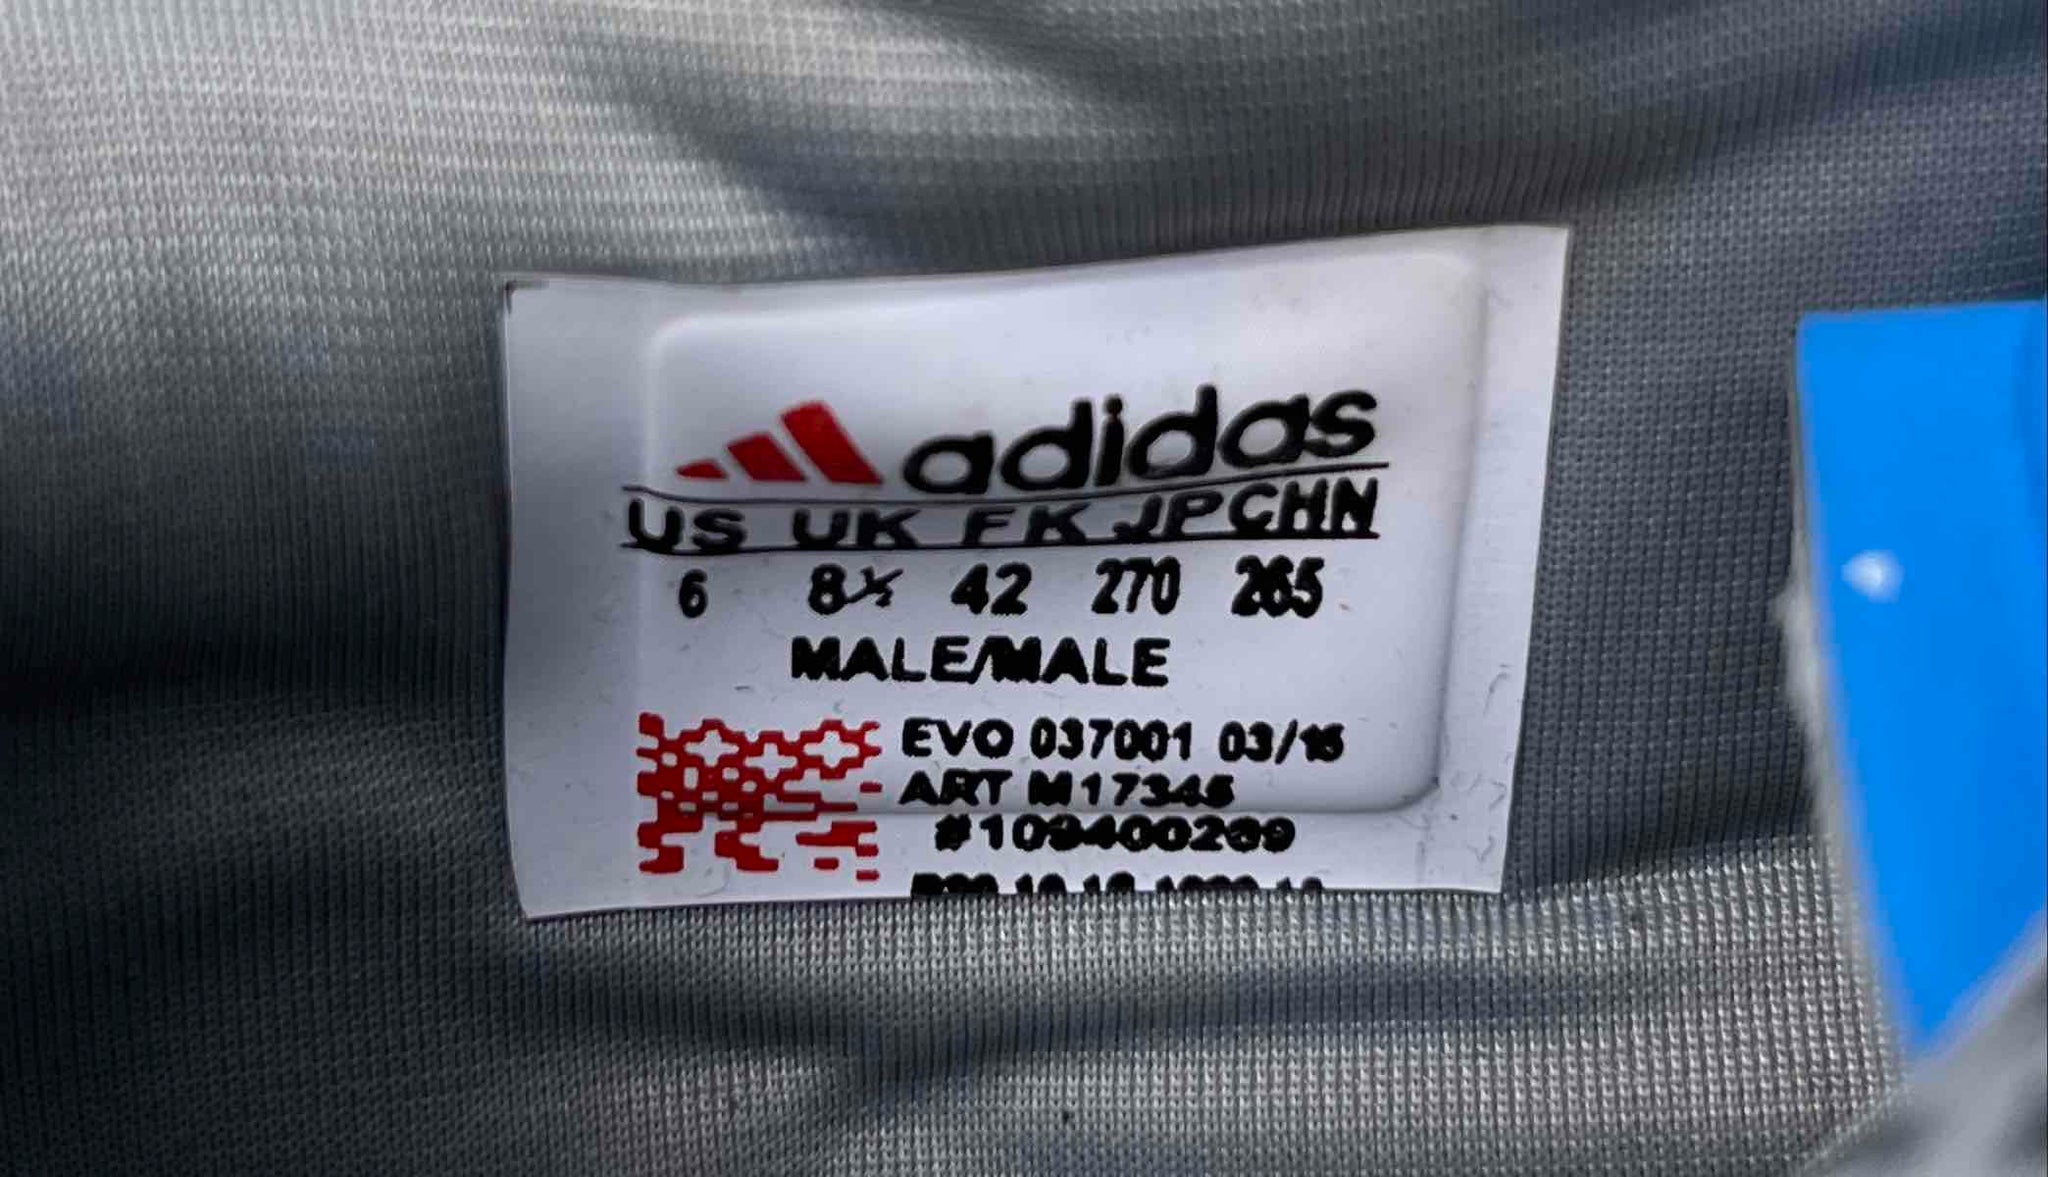 adidas
US UK FK JP CHN
6 8½ 42 270 265
MALE/MALE
EVO 037001 03/15
ART M17345
#109400269